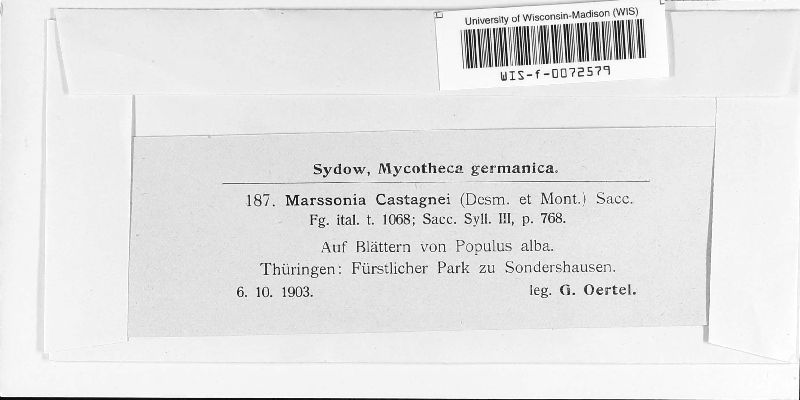 University of Wisconsin-Madison (WIS)
WIS-f-0072579
Sydow, Mycotheca germanica.
187. Marssonia Castagnei (Desm. et Mont.) Sacc.
Fg. ital. t. 1068; Sacc. Syll. III, p. 768.
Auf Blättern von Populus alba.
Thüringen: Fürstlicher Park zu Sondershausen.
6. 10. 1903. leg. G. Oertel.